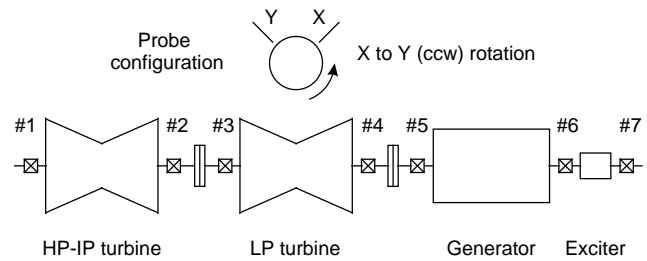 Y X
Probe
configuration
X to Y (ccw) rotation
#1 #2 #3 #4 #5 #6 #7
HP-IP turbine LP turbine Generator Exciter